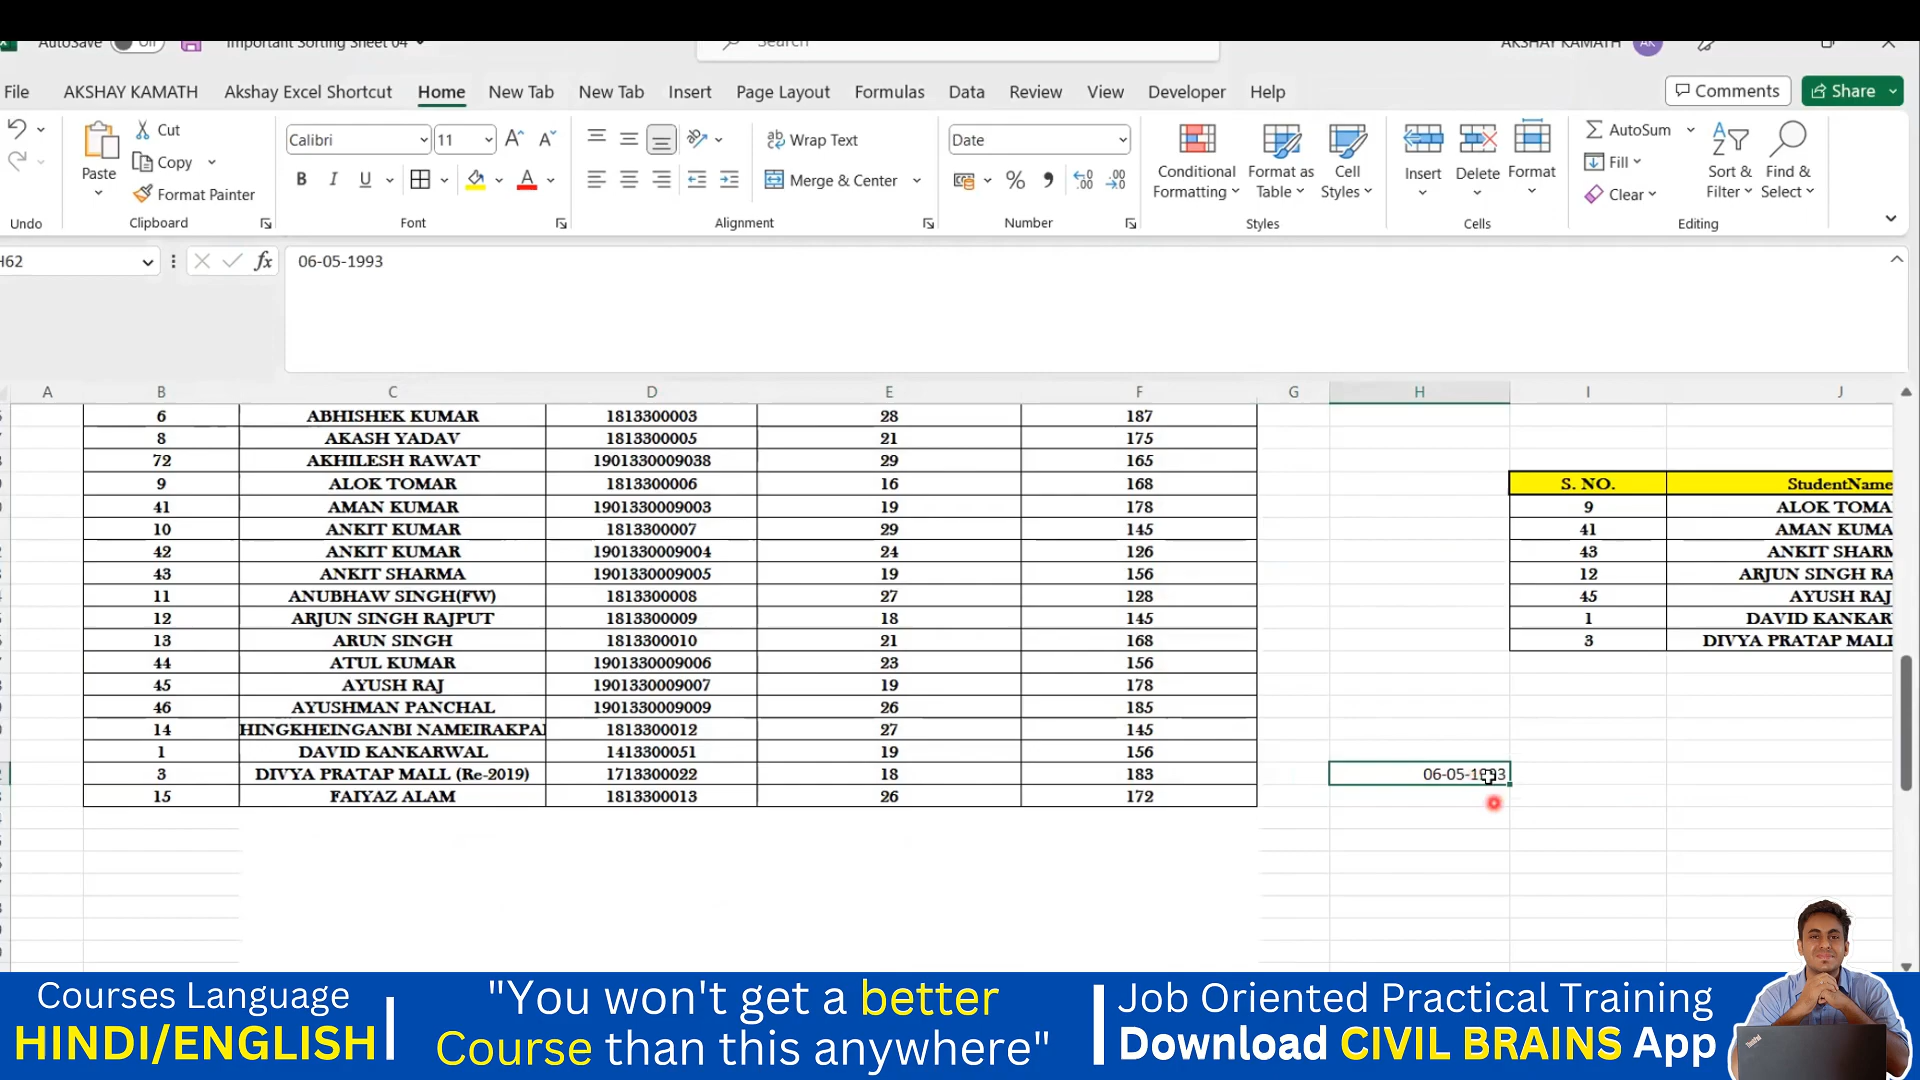 AutoSave Off Important Sorting Sheet 04 Search AKSHAY KAMATH AK
File AKSHAY KAMATH Akshay Excel Shortcut Home New Tab New Tab Insert Page Layout Formulas Data Review View Developer Help Comments Share
Paste Cut Copy Format Painter
Calibri 11
B I U
Wrap Text
Merge & Center
Date
% 9
Conditional Formatting Format as Table Cell Styles
Insert Delete Format
AutoSum Fill Clear
Sort & Filter Find & Select
Undo Clipboard Font Alignment Number Styles Cells Editing
H62 fx 06-05-1993
A B C D E F G H I J
6 ABHISHEK KUMAR 1813300003 28 187
8 AKASH YADAV 1813300005 21 175
72 AKHILESH RAWAT 1901330009038 29 165
9 ALOK TOMAR 1813300006 16 168 S. NO. StudentName
41 AMAN KUMAR 1901330009003 19 178 9 ALOK TOMA
10 ANKIT KUMAR 1813300007 29 145 41 AMAN KUMA
42 ANKIT KUMAR 1901330009004 24 126 43 ANKIT SHARM
43 ANKIT SHARMA 1901330009005 19 156 12 ARJUN SINGH RA
11 ANUBHAW SINGH(FW) 1813300008 27 128 45 AYUSH RAJ
12 ARJUN SINGH RAJPUT 1813300009 18 145 1 DAVID KANKAR
13 ARUN SINGH 1813300010 21 168 3 DIVYA PRATAP MALL
44 ATUL KUMAR 1901330009006 23 156
45 AYUSH RAJ 1901330009007 19 178
46 AYUSHMAN PANCHAL 1901330009009 26 185
14 HINGKHEINGANBI NAMEIRAKPA 1813300012 27 145
1 DAVID KANKARWAL 1413300051 19 156
3 DIVYA PRATAP MALL (Re-2019) 1713300022 18 183 06-05-1993
15 FAIYAZ ALAM 1813300013 26 172
Courses Language
HINDI/ENGLISH
"You won't get a better
Course than this anywhere"
Job Oriented Practical Training
Download CIVIL BRAINS App